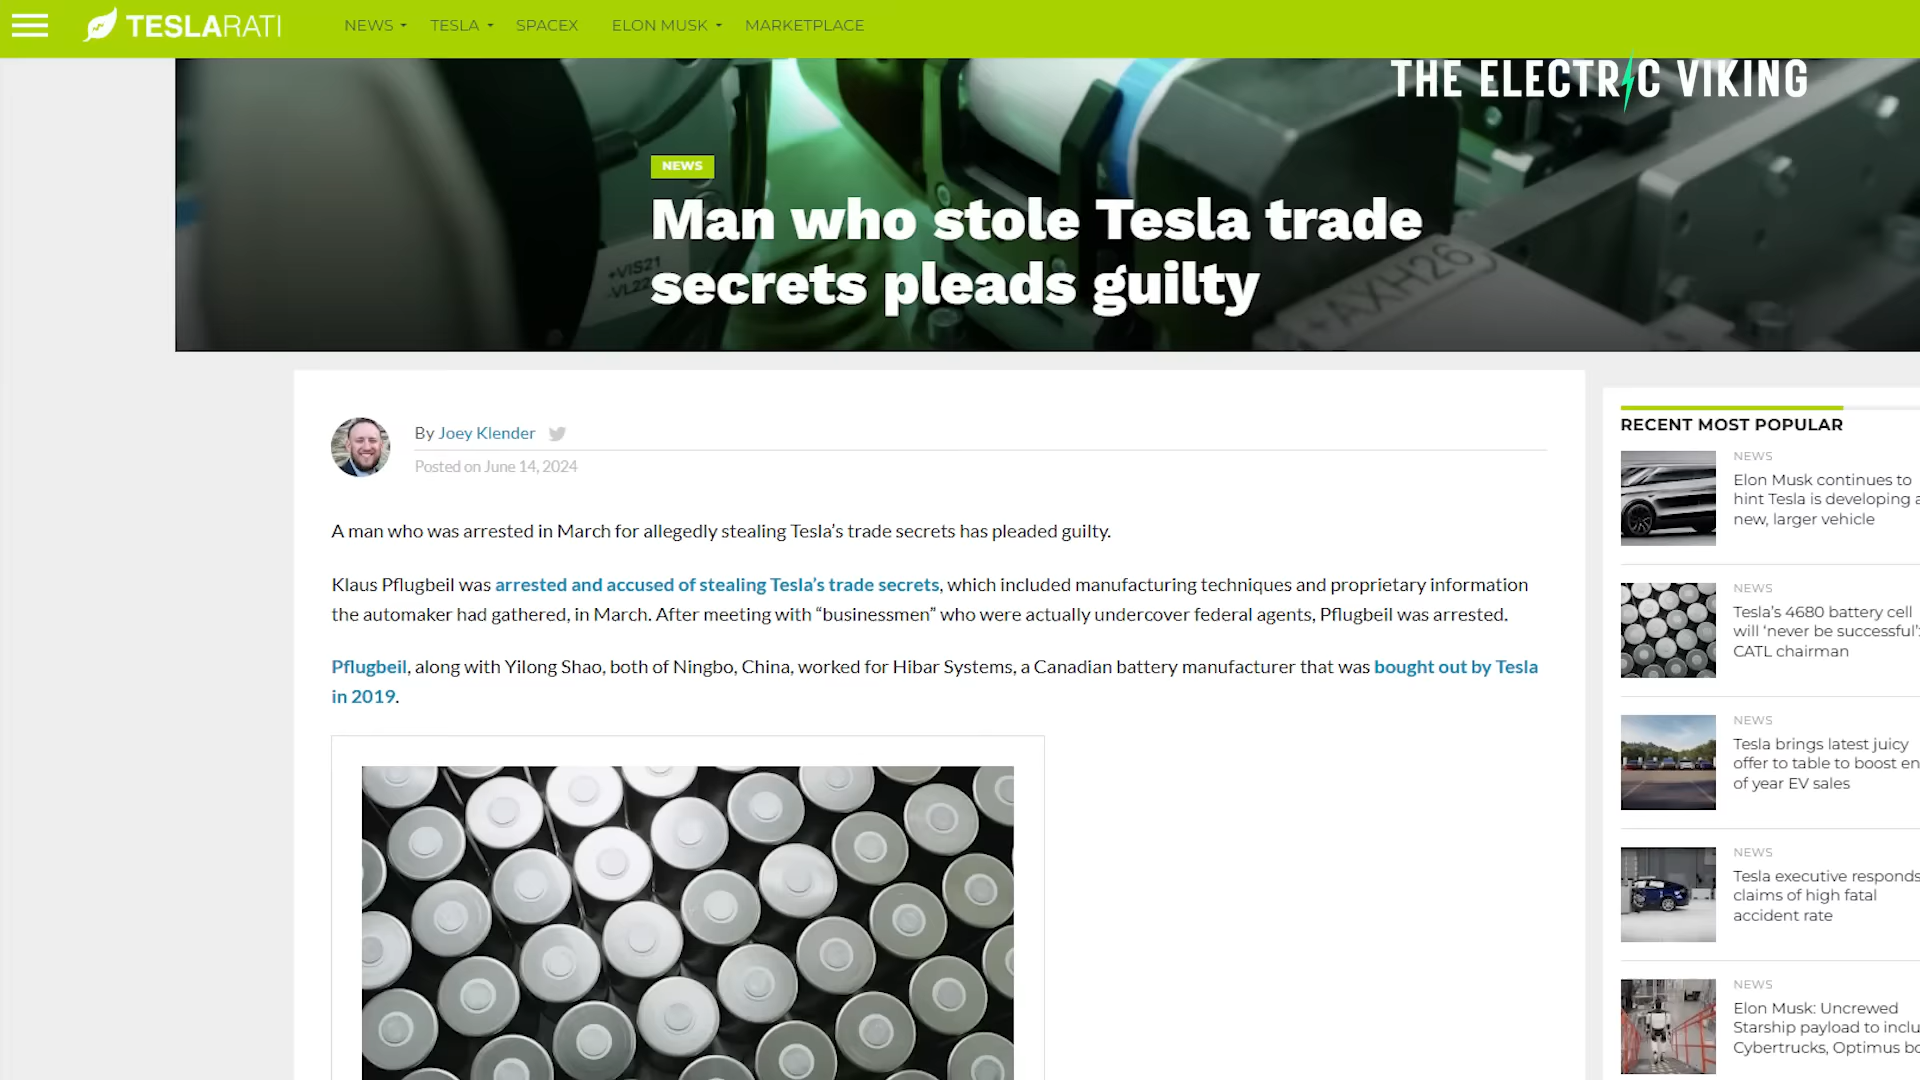 TESLARATI
NEWS
TESLA
SPACEX
ELON MUSK
MARKETPLACE
THE ELECTRIC VIKING
NEWS
Man who stole Tesla trade
secrets pleads guilty
+VIS21
-VL22
+AXH26
By Joey Klender
Posted on June 14, 2024
A man who was arrested in March for allegedly stealing Tesla’s trade secrets has pleaded guilty.
Klaus Pflugbeil was arrested and accused of stealing Tesla’s trade secrets, which included manufacturing techniques and proprietary information
the automaker had gathered, in March. After meeting with “businessmen” who were actually undercover federal agents, Pflugbeil was arrested.
Pflugbeil, along with Yilong Shao, both of Ningbo, China, worked for Hibar Systems, a Canadian battery manufacturer that was bought out by Tesla
in 2019.
RECENT MOST POPULAR
NEWS
Elon Musk continues to
hint Tesla is developing a
new, larger vehicle
NEWS
Tesla’s 4680 battery cell
will ‘never be successful’:
CATL chairman
NEWS
Tesla brings latest juicy
offer to table to boost en
of year EV sales
NEWS
Tesla executive responds
claims of high fatal
accident rate
NEWS
Elon Musk: Uncrewed
Starship payload to inclu
Cybertrucks, Optimus bo